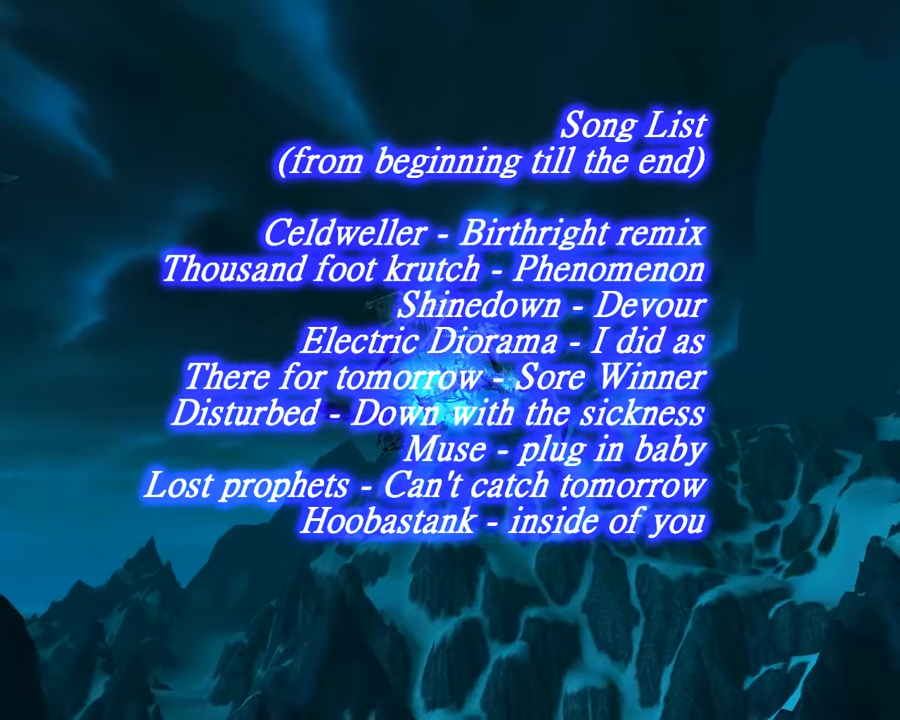 Song List
(from beginning till the end)
Celdweller - Birthright remix
Thousand foot krutch - Phenomenon
Shinedown - Devour
Electric Diorama - I did as
There for tomorrow - Sore Winner
Disturbed - Down with the sickness
Muse - plug in baby
Lost prophets - Can't catch tomorrow
Hoobastank - inside of you